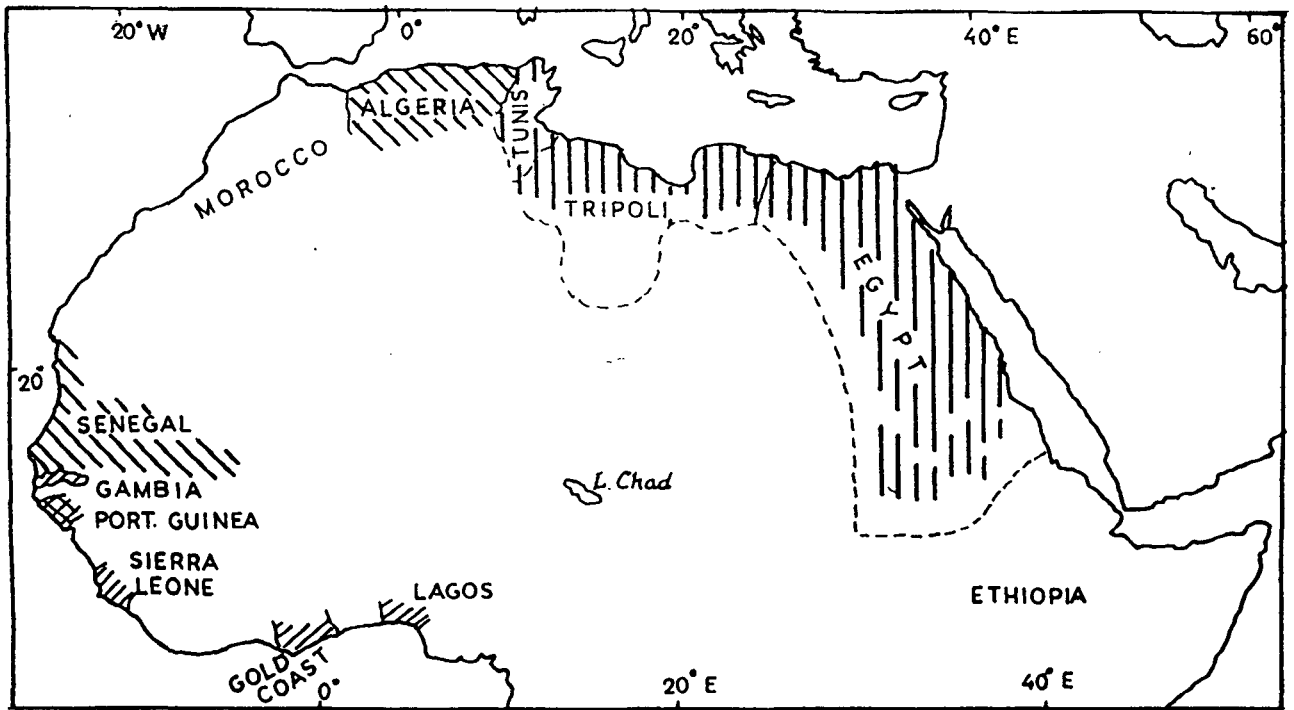 20° W
0°
20°
40° E
60°
ALGERIA
TUNIS
MOROCCO
TRIPOLI
EGYPT
20°
SENEGAL
GAMBIA
PORT. GUINEA
L. Chad
SIERRA
LEONE
LAGOS
ETHIOPIA
GOLD
COAST
0°
20° E
40° E